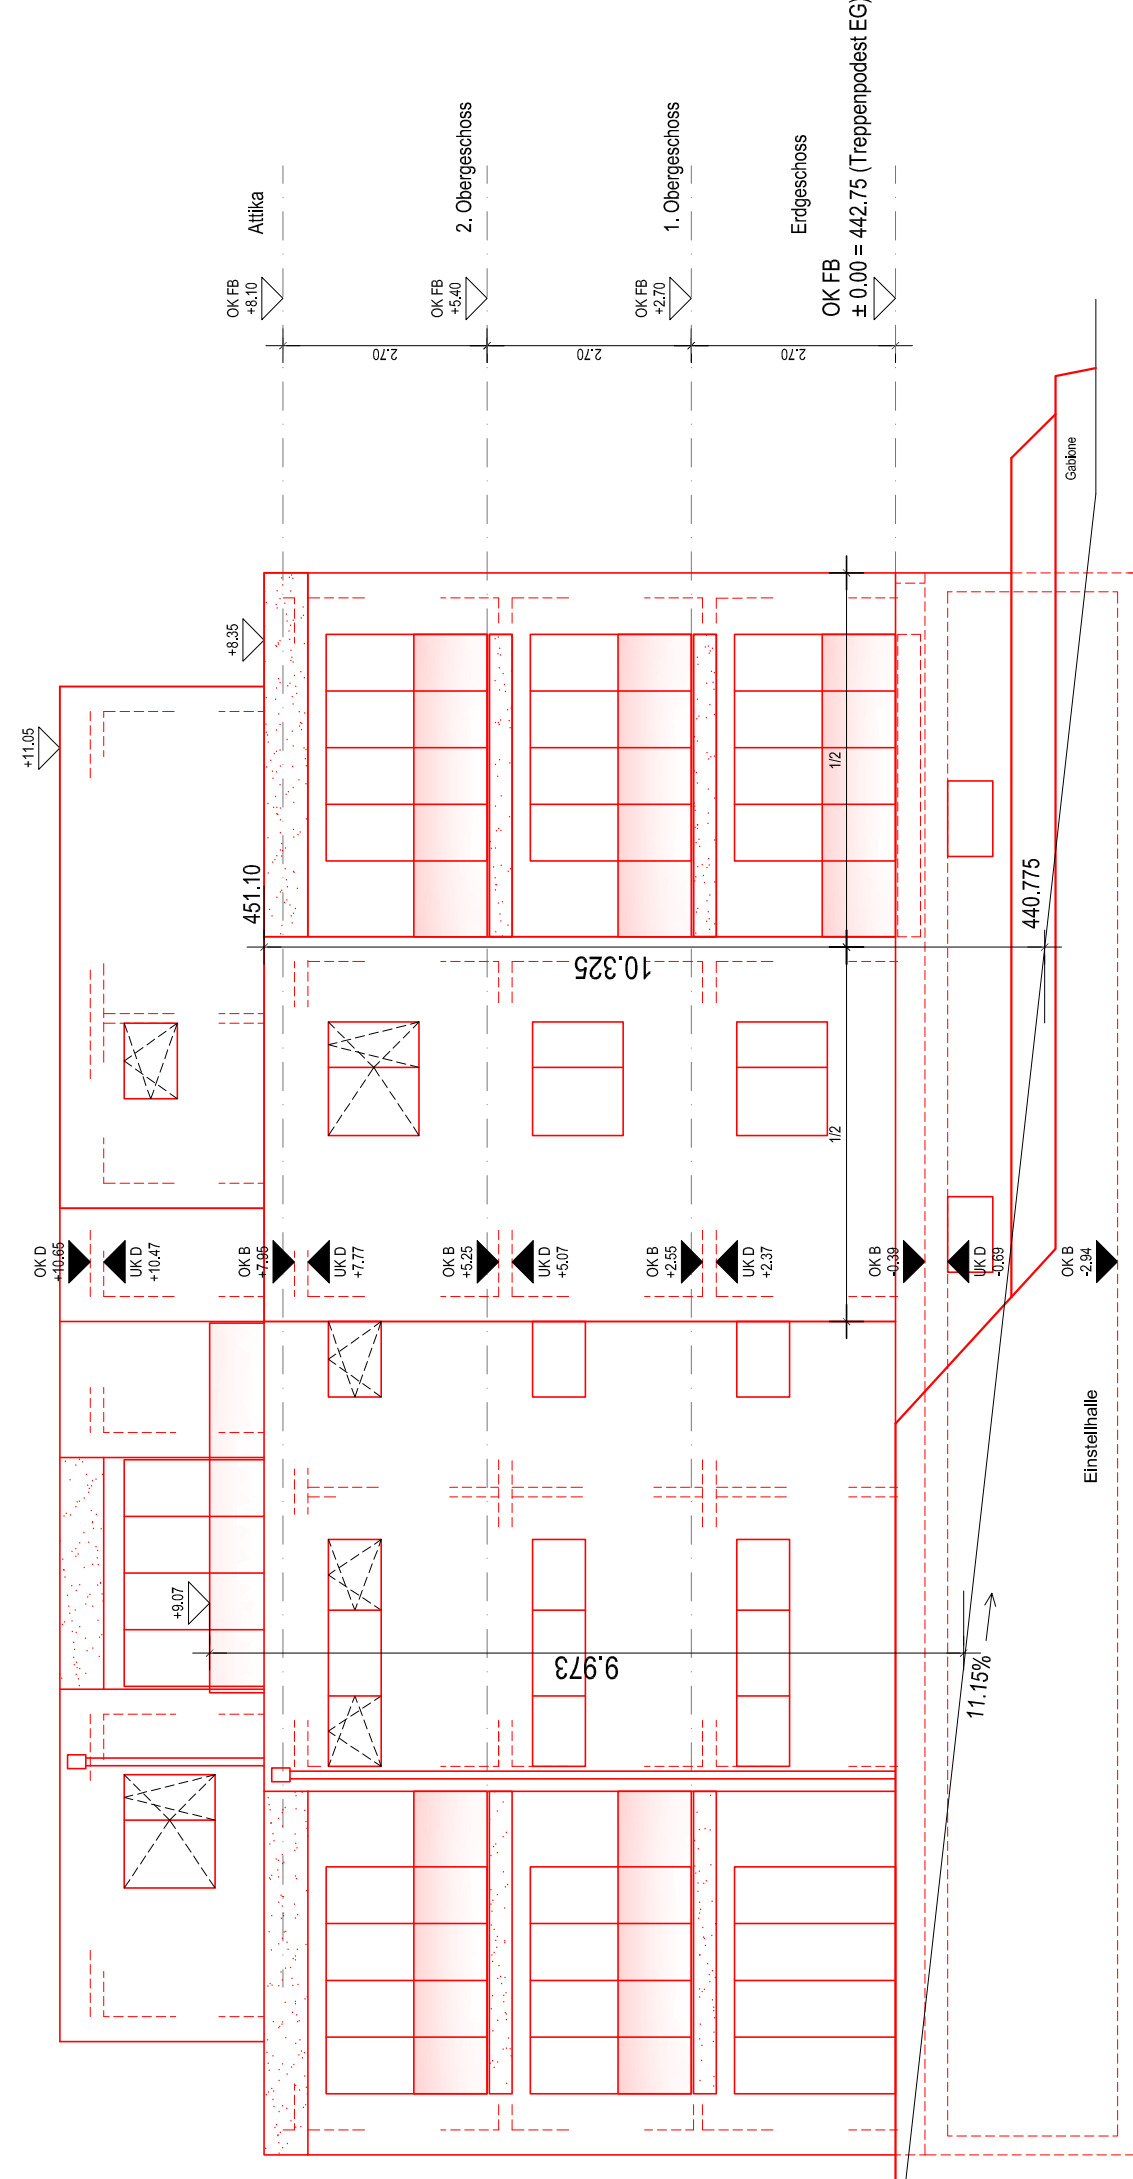 Attika
2. Obergeschoss
1. Obergeschoss
Erdgeschoss
OK FB
+8.10
OK FB
+5.40
OK FB
+2.70
OK FB
± 0.00 = 442.75 (Treppenpodest EG)
2.70
2.70
2.70
Gabione
+8.35
+11.05
451.10
1/2
440.775
10.325
1/2
OK D
+10.65
UK D
+10.47
OK B
+7.95
UK D
+7.77
OK B
+5.25
UK D
+5.07
OK B
+2.55
UK D
+2.37
OK B
-0.39
UK D
-0.69
OK B
-2.94
Einstellhalle
+9.07
9.973
11.15%